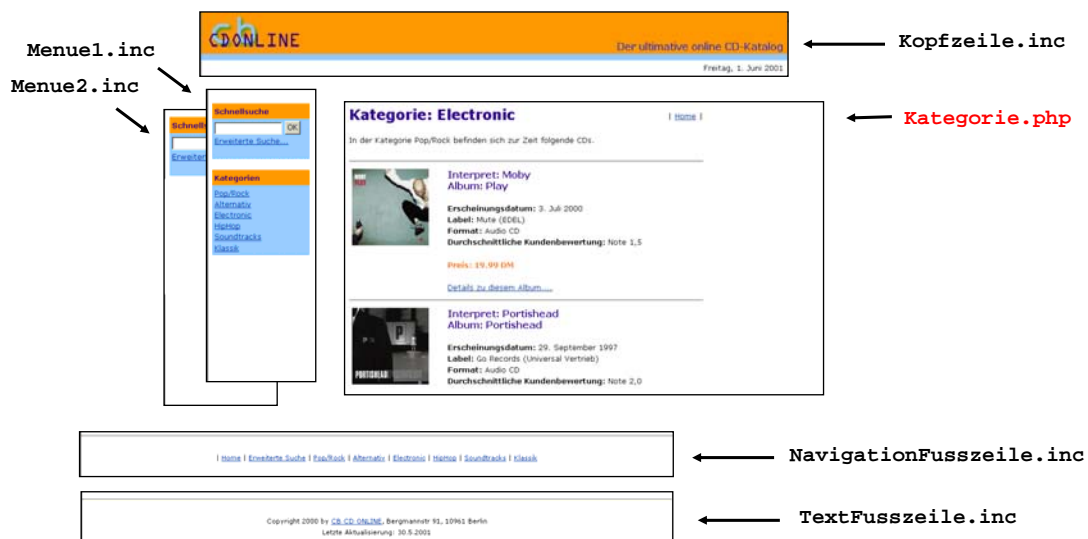 CDONLINE
Der ultimative online CD-Katalog
Freitag, 1. Juni 2001
Kopfzeile.inc
Menue1.inc
Menue2.inc
Schnells
Erweiter
Schnellsuche
OK
Erweiterte Suche...
Kategorien
Pop/Rock
Alternativ
Electronic
HipHop
Soundtracks
Klassik
Kategorie: Electronic
| Home |
In der Kategorie Pop/Rock befinden sich zur Zeit folgende CDs.
Interpret: Moby
Album: Play
Erscheinungsdatum: 3. Juli 2000
Label: Mute (EDEL)
Format: Audio CD
Durchschnittliche Kundenbewertung: Note 1,5
Preis: 19.99 DM
Details zu diesem Album....
P
PORTISHEAD
Interpret: Portishead
Album: Portishead
Erscheinungsdatum: 29. September 1997
Label: Go Records (Universal Vertrieb)
Format: Audio CD
Durchschnittliche Kundenbewertung: Note 2,0
Kategorie.php
| Home | Erweiterte Suche | Pop/Rock | Alternativ | Electronic | HipHop | Soundtracks | Klassik
NavigationFusszeile.inc
Copyright 2000 by CB CD ONLINE, Bergmannstr 91, 10961 Berlin
Letzte Aktualisierung: 30.5.2001
TextFusszeile.inc